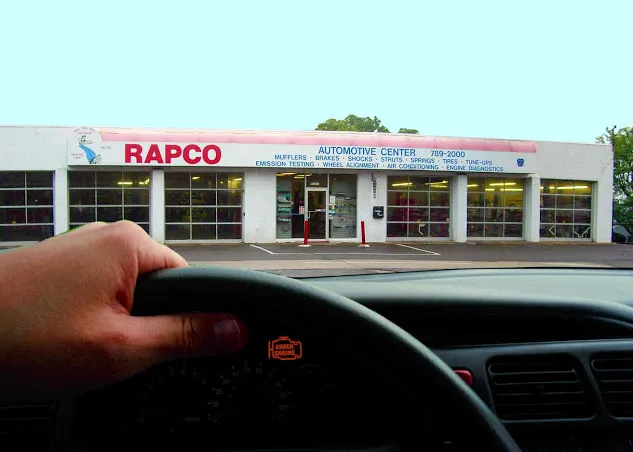 RAPCO
AUTOMOTIVE CENTER 789-2000
MUFFLERS · BRAKES · SHOCKS · STRUTS · SPRINGS · TIRES · TUNE-UPS
EMISSION TESTING · WHEEL ALIGNMENT · AIR CONDITIONING · ENGINE DIAGNOSTICS
CHECK
ENGINE